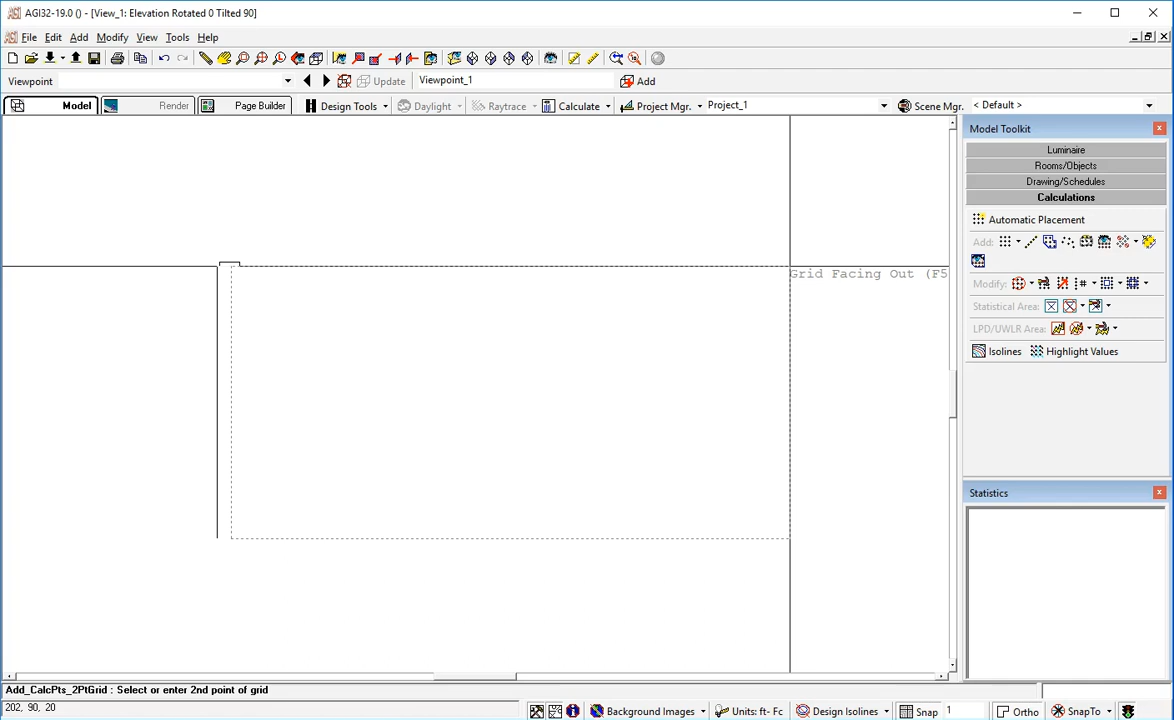 AGI32-19.0 () - [View_1: Elevation Rotated 0 Tilted 90]
File Edit Add Modify View Tools Help
Viewpoint Update Viewpoint_1 Add
Model Render Page Builder Design Tools Daylight Raytrace Calculate Project Mgr. Project_1 Scene Mgr. < Default >
Model Toolkit
Luminaire
Rooms/Objects
Drawing/Schedules
Calculations
Automatic Placement
Add:
Grid Facing Out (F5
Modify:
Statistical Area:
LPD/UWLR Area:
Isolines Highlight Values
Statistics
Add_CalcPts_2PtGrid : Select or enter 2nd point of grid
202, 90, 20
Background Images Units: ft- Fc Design Isolines Snap 1 Ortho SnapTo